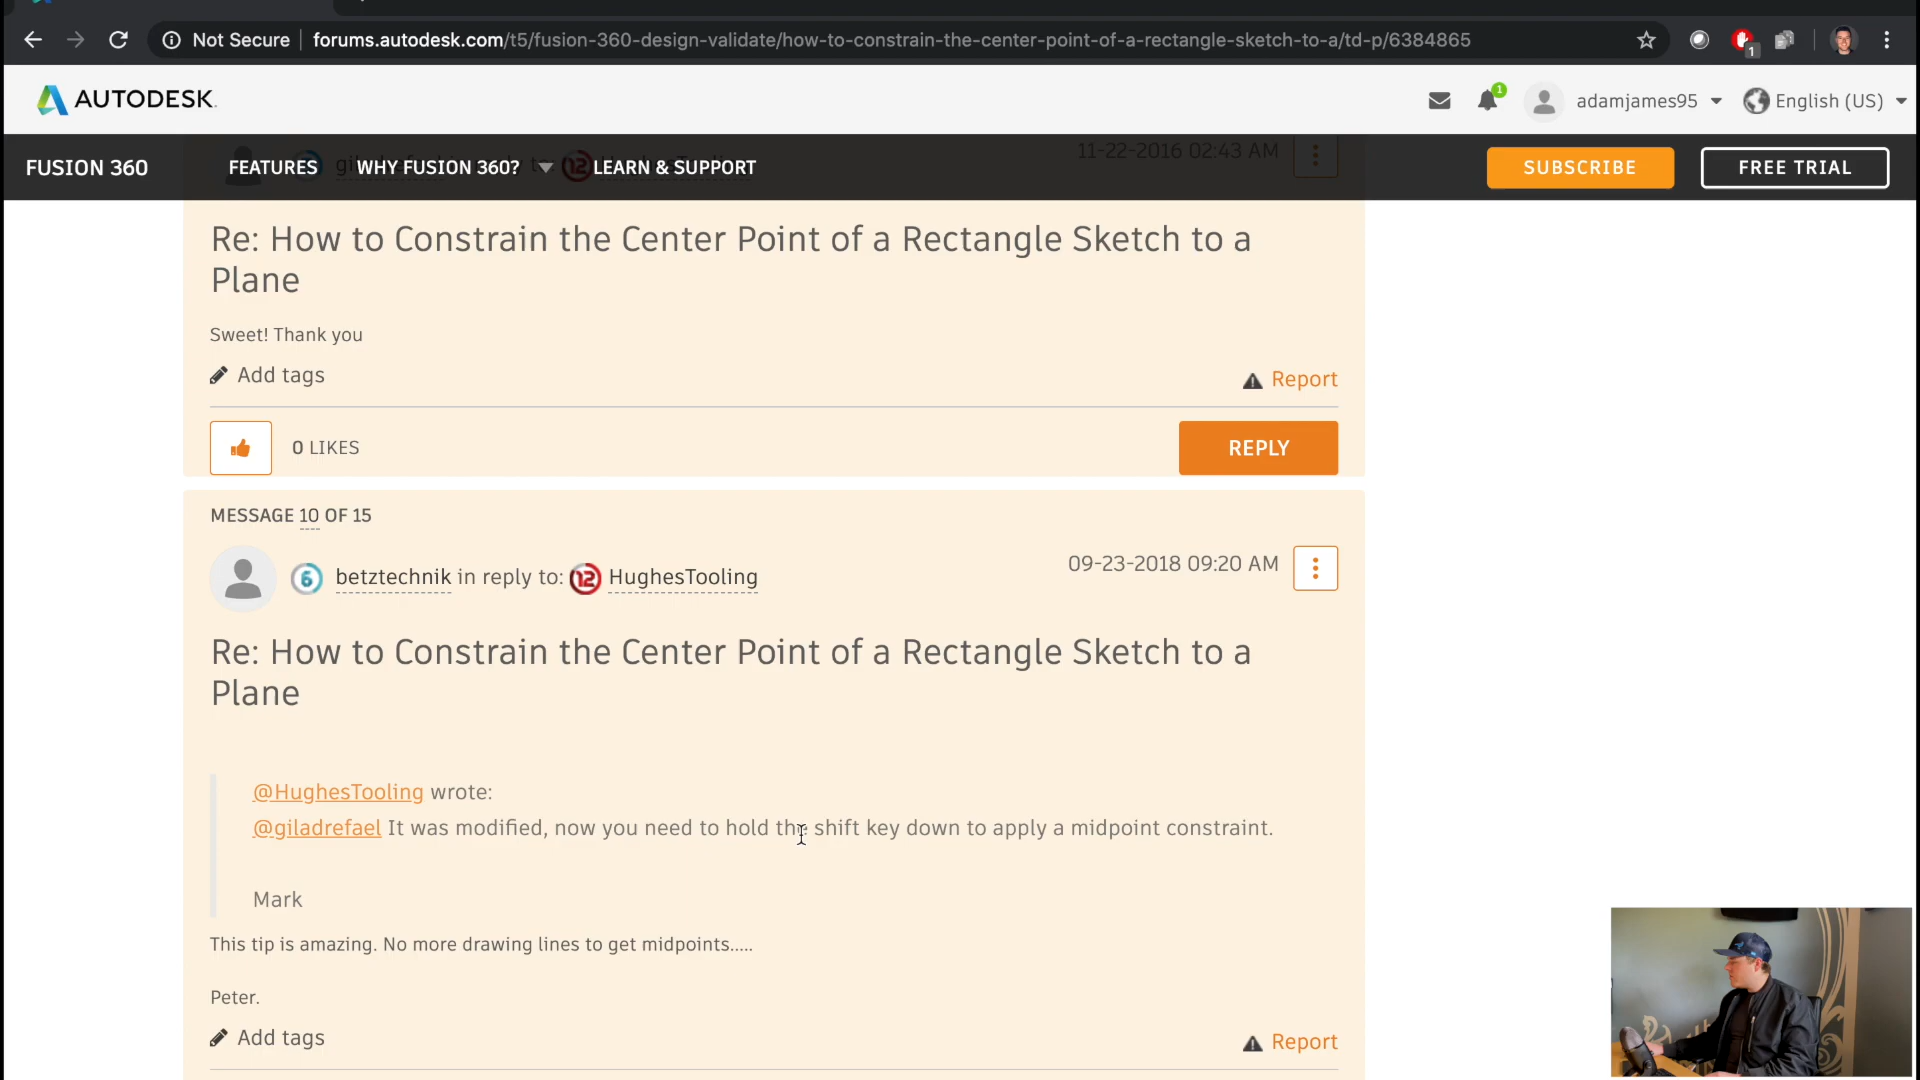 Not Secure
forums.autodesk.com/t5/fusion-360-design-validate/how-to-constrain-the-center-point-of-a-rectangle-sketch-to-a/td-p/6384865
1
AUTODESK
1
adamjames95
English (US)
FUSION 360
FEATURES
WHY FUSION 360?
LEARN & SUPPORT
11-22-2016 02:43 AM
SUBSCRIBE
FREE TRIAL
Re: How to Constrain the Center Point of a Rectangle Sketch to a
Plane
Sweet! Thank you
Add tags
Report
0 LIKES
REPLY
MESSAGE 10 OF 15
6 betztechnik in reply to: 12 HughesTooling
09-23-2018 09:20 AM
Re: How to Constrain the Center Point of a Rectangle Sketch to a
Plane
@HughesTooling wrote:
@giladrefael It was modified, now you need to hold the shift key down to apply a midpoint constraint.
Mark
This tip is amazing. No more drawing lines to get midpoints.....
Peter.
Add tags
Report